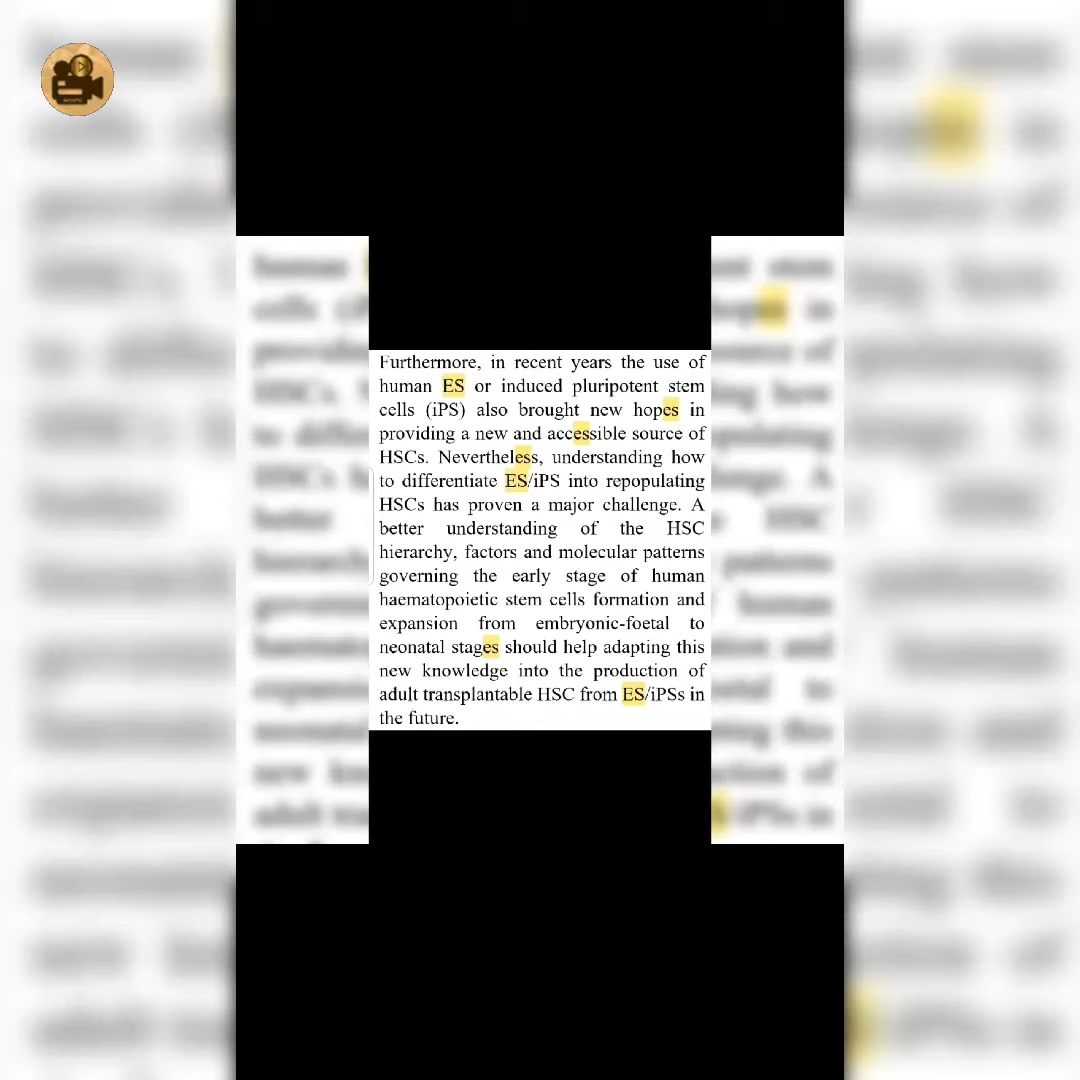 Furthermore, in recent years the use of
human ES or induced pluripotent stem
cells (iPS) also brought new hopes in
providing a new and accessible source of
HSCs. Nevertheless, understanding how
to differentiate ES/iPS into repopulating
HSCs has proven a major challenge. A
better understanding of the HSC
hierarchy, factors and molecular patterns
governing the early stage of human
haematopoietic stem cells formation and
expansion from embryonic-foetal to
neonatal stages should help adapting this
new knowledge into the production of
adult transplantable HSC from ES/iPSs in
the future.